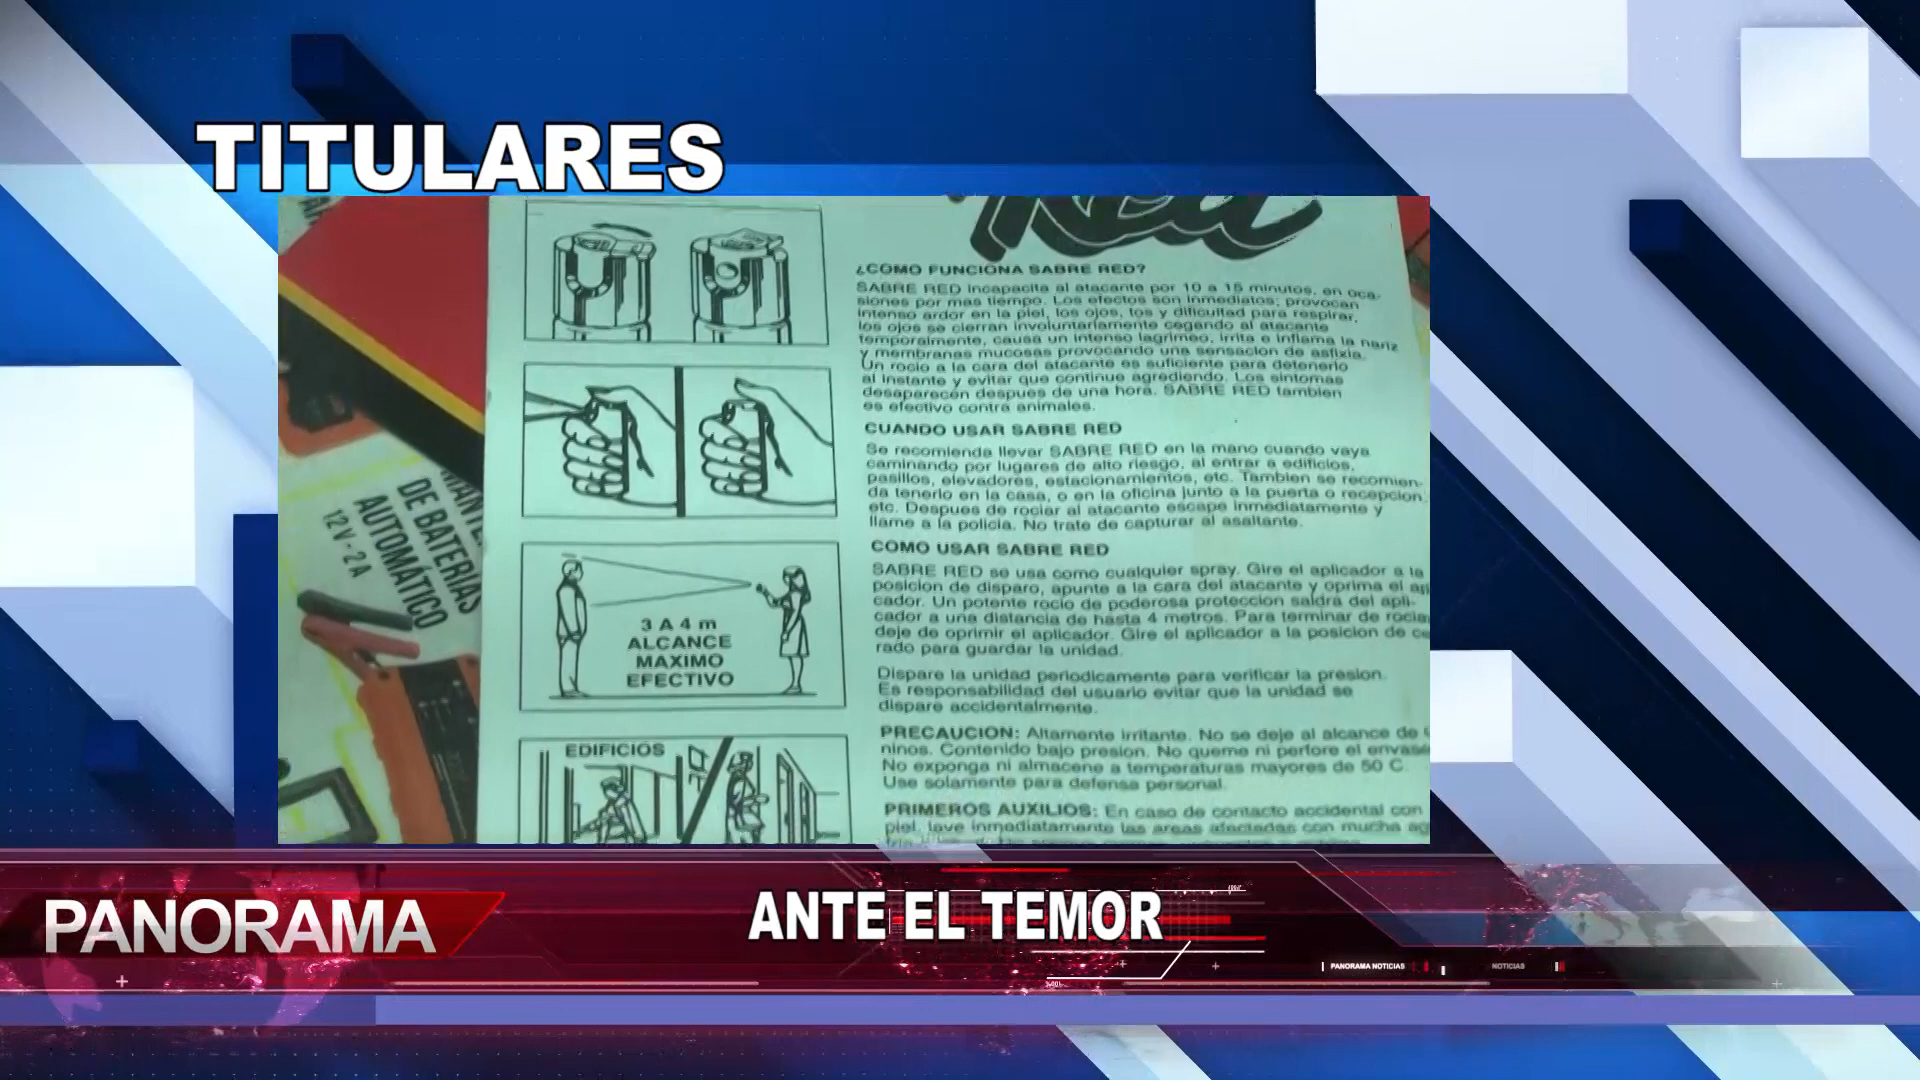 TITULARES
Red
¿COMO FUNCIONA SABRE RED?
SABRE RED incapacita al atacante por 10 a 15 minutos, en oca-
siones por mas tiempo. Los efectos son inmediatos; provocan
intenso ardor en la piel, los ojos, tos y dificultad para respirar,
los ojos se cierran involuntariamente cegando al atacante
temporalmente, causa un intenso lagrimeo, irrita e inflama la nariz
y membranas mucosas provocando una sensacion de asfixia.
Un rocio a la cara del atacante es suficiente para detenerlo
al instante y evitar que continue agrediendo. Los sintomas
desaparecen despues de una hora. SABRE RED tambien
es efectivo contra animales.
CUANDO USAR SABRE RED
Se recomienda llevar SABRE RED en la mano cuando vaya
caminando por lugares de alto riesgo, al entrar a edificios,
pasillos, elevadores, estacionamientos, etc. Tambien se recomien-
da tenerlo en la casa, o en la oficina junto a la puerta o recepcion.
etc. Despues de rociar al atacante escape inmediatamente y
llame a la policia. No trate de capturar al asaltante.
COMO USAR SABRE RED
SABRE RED se usa como cualquier spray. Gire el aplicador a la
posicion de disparo, apunte a la cara del atacante y oprima el
cador. Un potente rocio de poderosa proteccion saldra del apli-
cador a una distancia de hasta 4 metros. Para terminar de rociar
deje de oprimir el aplicador. Gire el aplicador a la posicion de
rado para guardar la unidad.
Dispare la unidad periodicamente para verificar la presion.
Es responsabilidad del usuario evitar que la unidad se
dispare accidentalmente.
PRECAUCION: Altamente irritante. No se deje al alcance de
ninos. Contenido bajo presion. No queme ni perfore el envase
No exponga ni almacene a temperaturas mayores de 50 C.
Use solamente para defensa personal.
PRIMEROS AUXILIOS: En caso de contacto accidental con
piel, lave inmediatamente las areas afectadas con mucha
3 A 4 m
ALCANCE
MAXIMO
EFECTIVO
EDIFICIOS
DE BATERIAS
AUTOMÁTICO
12 V - 2 A
PANORAMA
ANTE EL TEMOR
PANORAMA NOTICIAS
NOTICIAS